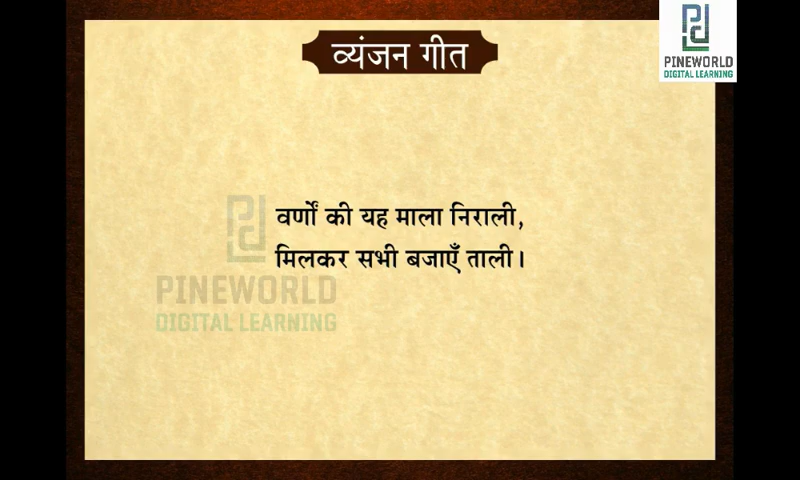 व्यंजन गीत
PINEWORLD
DIGITAL LEARNING
वर्णों की यह माला निराली,
मिलकर सभी बजाएँ ताली।
PINEWORLD
DIGITAL LEARNING